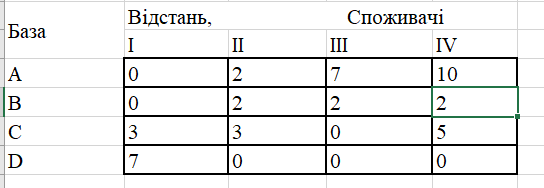 База Відстань, Споживачі
I II III IV
A 0 2 7 10
B 0 2 2 2
C 3 3 0 5
D 7 0 0 0